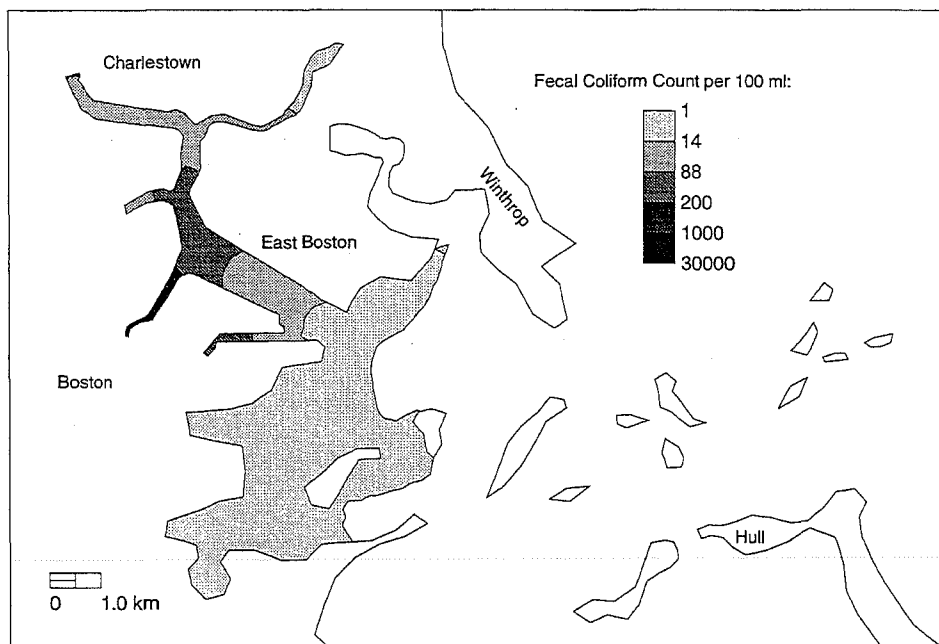 Charlestown
Fecal Coliform Count per 100 ml:
1
14
88
200
1000
30000
Winthrop
East Boston
Boston
Hull
0 1.0 km